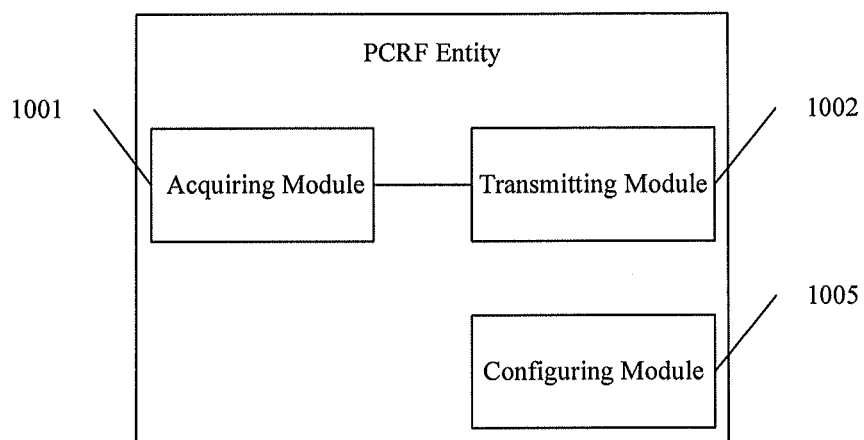 PCRF Entity
1001
1002
Acquiring Module
Transmitting Module
1005
Configuring Module